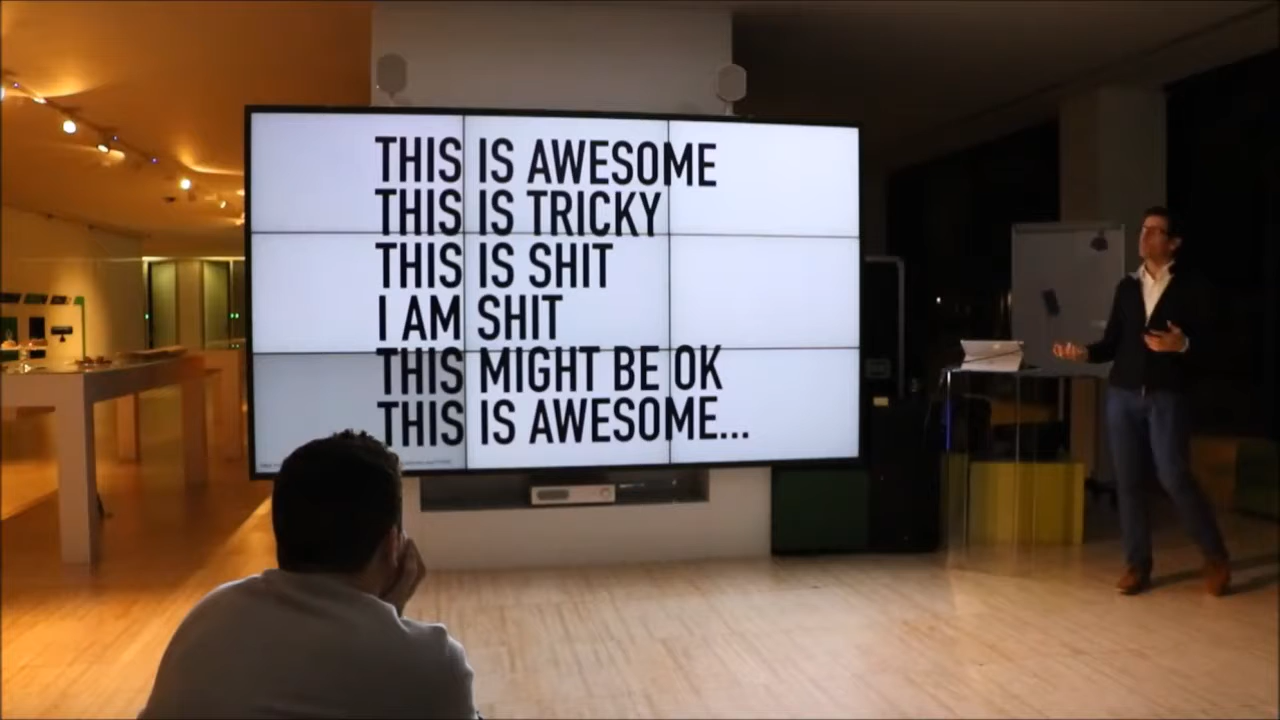 THIS IS AWESOME
THIS IS TRICKY
THIS IS SHIT
I AM SHIT
THIS MIGHT BE OK
THIS IS AWESOME...